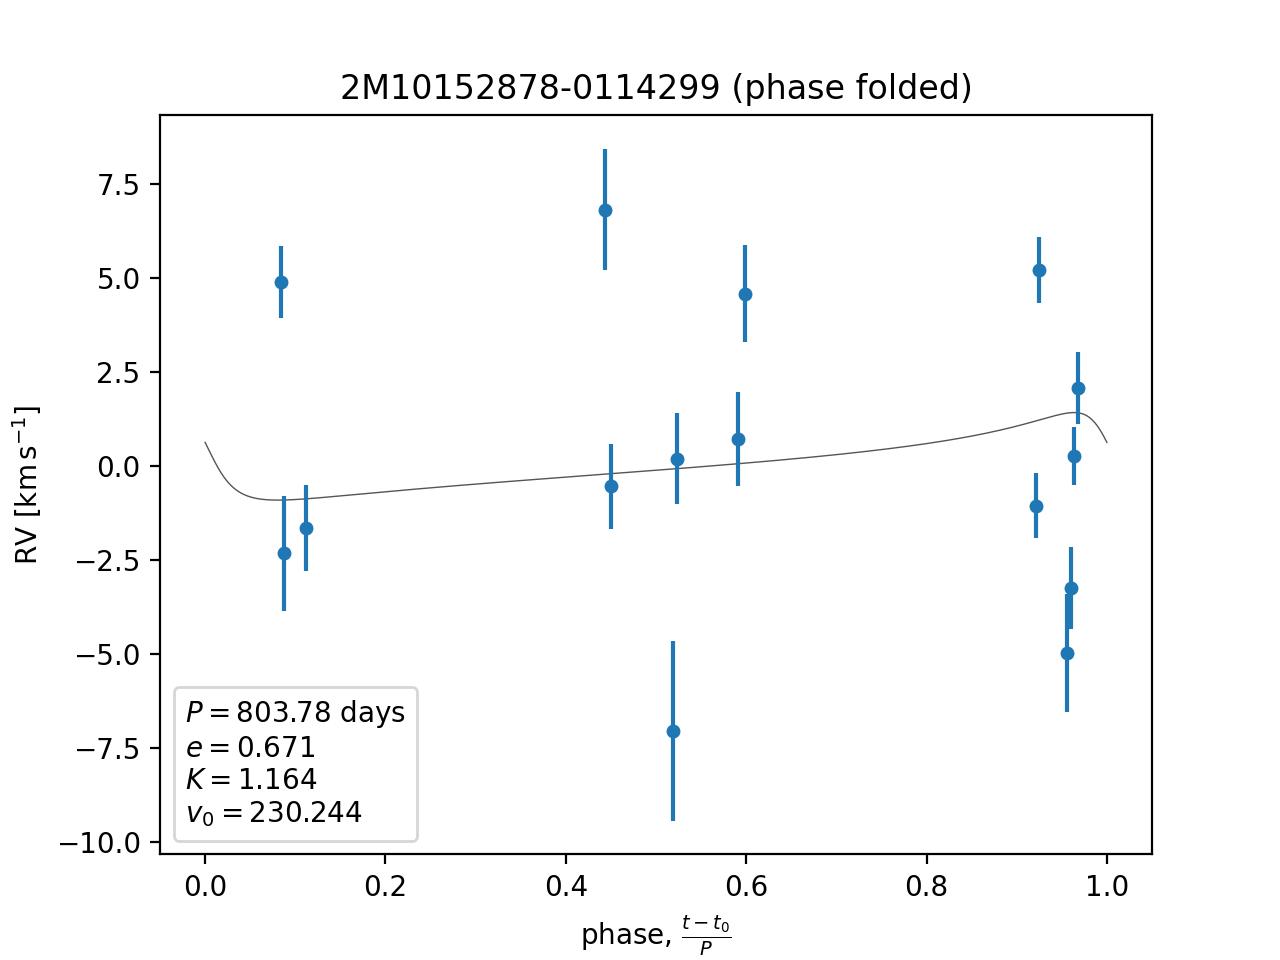 2M10152878-0114299 (phase folded)
RV [km s⁻¹]
7.5
5.0
2.5
0.0
−2.5
−5.0
−7.5
−10.0
P = 803.78 days
e = 0.671
K = 1.164
v₀ = 230.244
0.0 0.2 0.4 0.6 0.8 1.0
phase, (t − t₀)/P